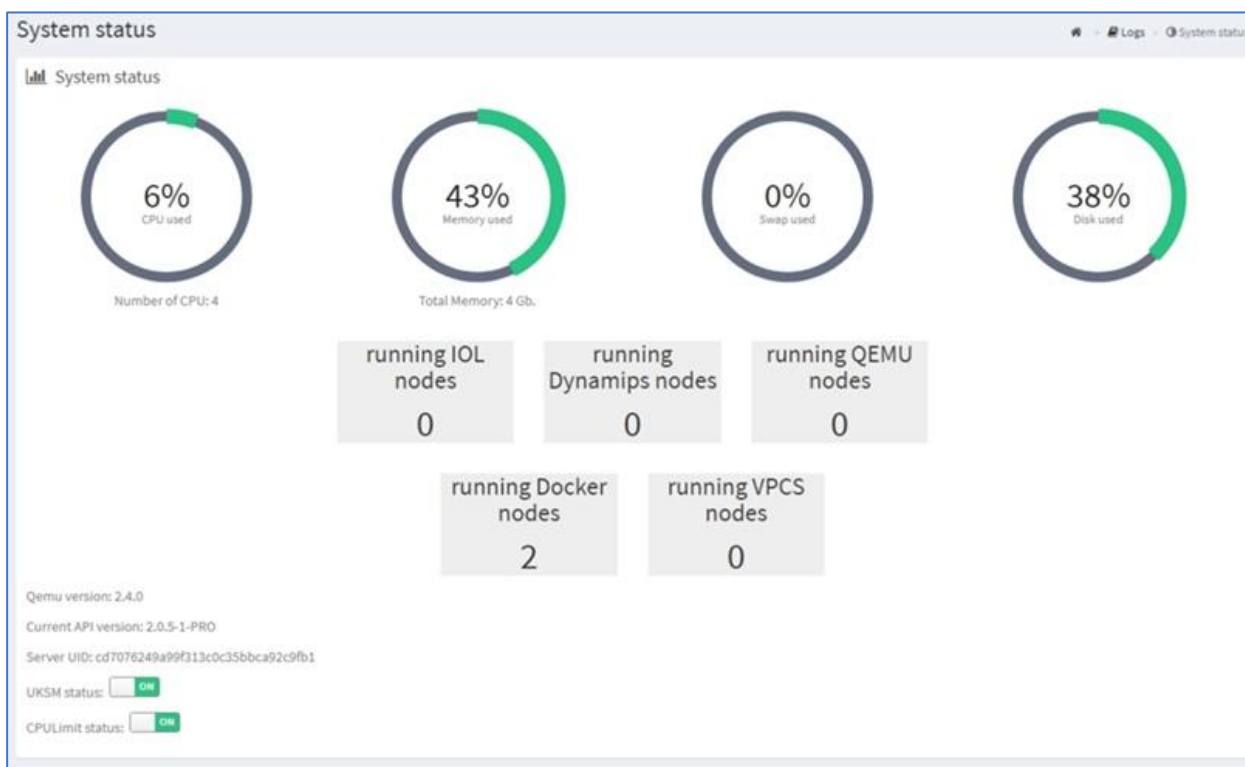 System status
Logs
System status
System status
6%
CPU used
43%
Memory used
0%
Swap used
38%
Disk used
Number of CPU: 4
Total Memory: 4 Gb.
running IOL
nodes
0
running
Dynamips nodes
0
running QEMU
nodes
0
running Docker
nodes
2
running VPCS
nodes
0
Qemu version: 2.4.0
Current API version: 2.0.5-1-PRO
Server UID: cd7076249a99f313c0c35bbca92c9fb1
UKSM status: ON
CPULimit status: ON